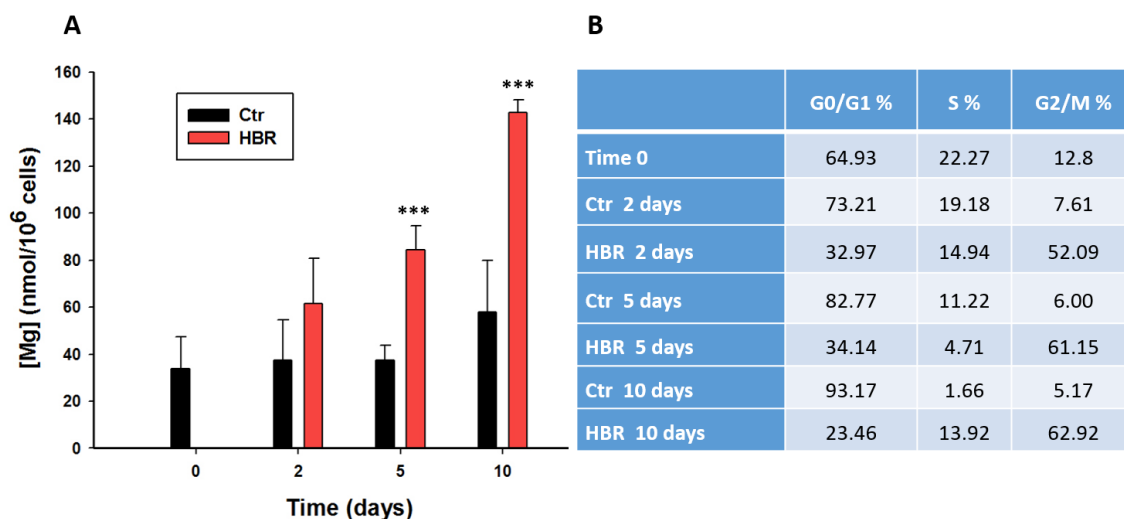 A
160
140
120
100
80
60
40
20
0
[Mg] (nmol/10⁶ cells)
Ctr
HBR
***
***
0 2 5 10
Time (days)
B
G0/G1 % S % G2/M %
Time 0 64.93 22.27 12.8
Ctr 2 days 73.21 19.18 7.61
HBR 2 days 32.97 14.94 52.09
Ctr 5 days 82.77 11.22 6.00
HBR 5 days 34.14 4.71 61.15
Ctr 10 days 93.17 1.66 5.17
HBR 10 days 23.46 13.92 62.92